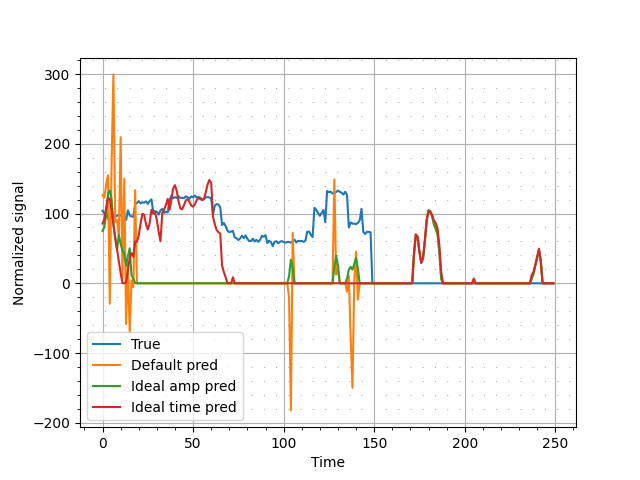 300
200
100
0
−100
−200
Normalized signal
True
Default pred
Ideal amp pred
Ideal time pred
0 50 100 150 200 250
Time